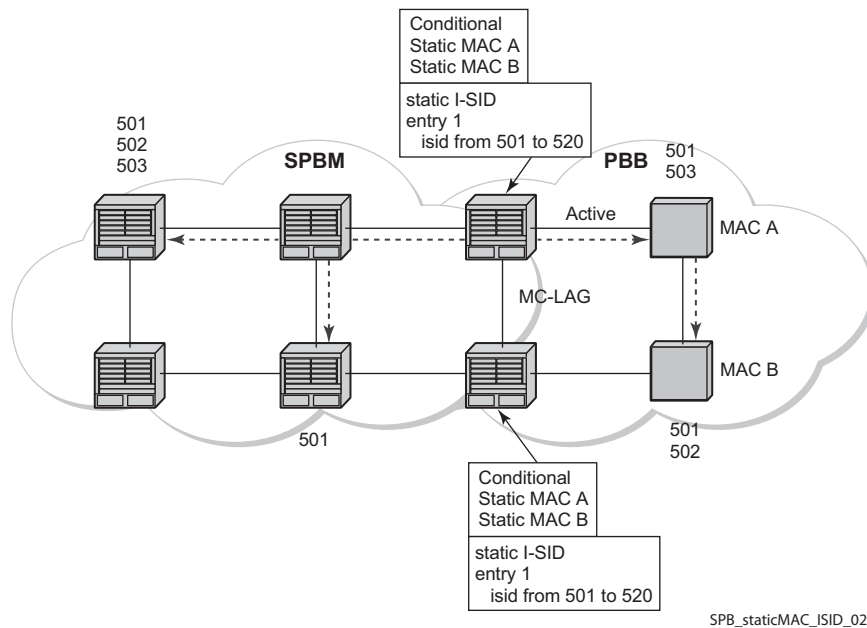 Conditional
Static MAC A
Static MAC B
static I-SID
entry 1
isid from 501 to 520
501
502
503
SPBM
PBB
501
503
Active
MAC A
MC-LAG
MAC B
501
501
502
Conditional
Static MAC A
Static MAC B
static I-SID
entry 1
isid from 501 to 520
SPB_staticMAC_ISID_02